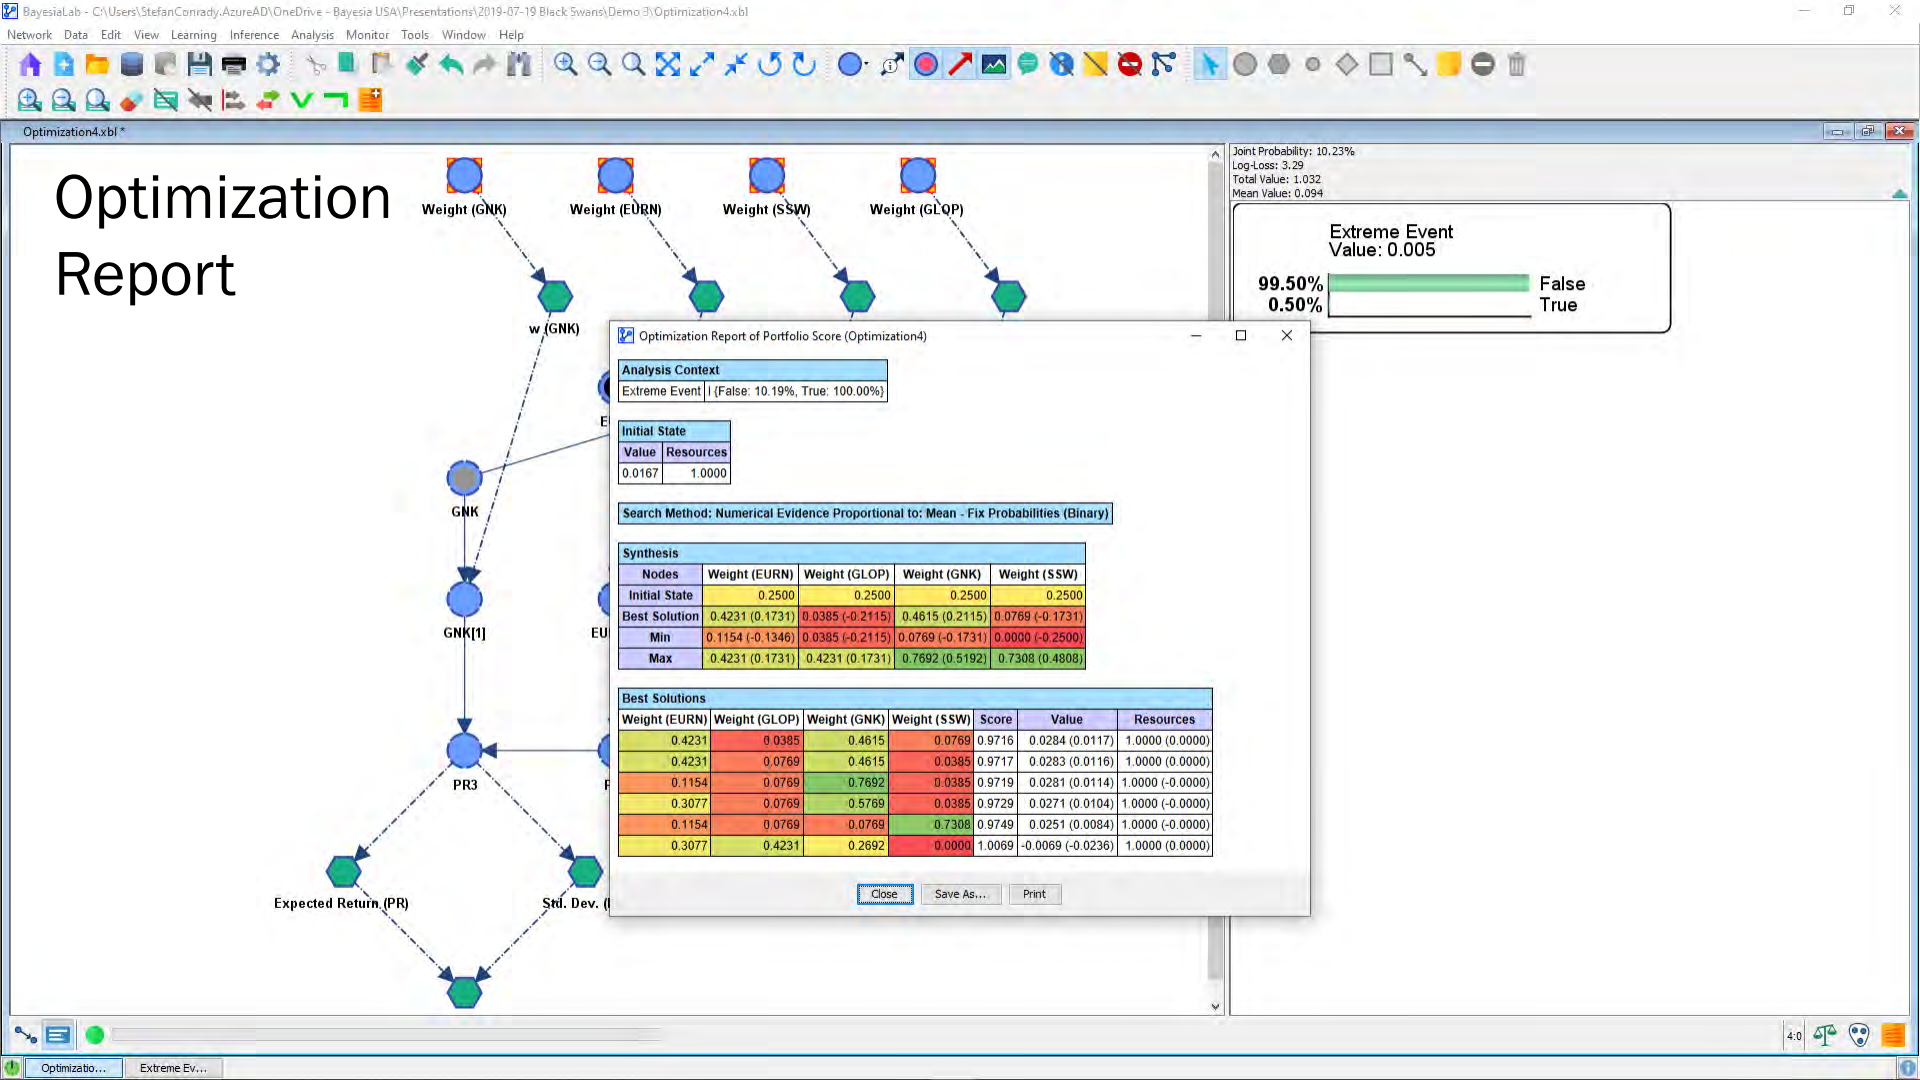 BayesiaLab - C:\Users\StefanConrady.AzureAD\OneDrive - Bayesia USA\Presentations\2019-07-19 Black Swans\Demo 3\Optimization4.xbl
Network Data Edit View Learning Inference Analysis Monitor Tools Window Help
Optimization4.xbl *
Optimization
Report
Weight (GNK) Weight (EURN) Weight (SSW) Weight (GLOP)
w (GNK)
GNK
GNK[1]
EU
PR3
Expected Return (PR)
Std. Dev. (
Joint Probability: 10.23%
Log-Loss: 3.29
Total Value: 1.032
Mean Value: 0.094
Extreme Event
Value: 0.005
99.50% False
0.50% True
Optimization Report of Portfolio Score (Optimization4)
Analysis Context
Extreme Event | {False: 10.19%, True: 100.00%}
Initial State
Value Resources
0.0167 1.0000
Search Method: Numerical Evidence Proportional to: Mean - Fix Probabilities (Binary)
Synthesis
Nodes Weight (EURN) Weight (GLOP) Weight (GNK) Weight (SSW)
Initial State 0.2500 0.2500 0.2500 0.2500
Best Solution 0.4231 (0.1731) 0.0385 (-0.2115) 0.4615 (0.2115) 0.0769 (-0.1731)
Min 0.1154 (-0.1346) 0.0385 (-0.2115) 0.0769 (-0.1731) 0.0000 (-0.2500)
Max 0.4231 (0.1731) 0.4231 (0.1731) 0.7692 (0.5192) 0.7308 (0.4808)
Best Solutions
Weight (EURN) Weight (GLOP) Weight (GNK) Weight (SSW) Score Value Resources
0.4231 0.0385 0.4615 0.0769 0.9716 0.0284 (0.0117) 1.0000 (0.0000)
0.4231 0.0769 0.4615 0.0385 0.9717 0.0283 (0.0116) 1.0000 (0.0000)
0.1154 0.0769 0.7692 0.0385 0.9719 0.0281 (0.0114) 1.0000 (-0.0000)
0.3077 0.0769 0.5769 0.0385 0.9729 0.0271 (0.0104) 1.0000 (-0.0000)
0.1154 0.0769 0.0769 0.7308 0.9749 0.0251 (0.0084) 1.0000 (-0.0000)
0.3077 0.4231 0.2692 0.0000 1.0069 -0.0069 (-0.0236) 1.0000 (0.0000)
Close Save As... Print
4:0
Optimizatio... Extreme Ev...